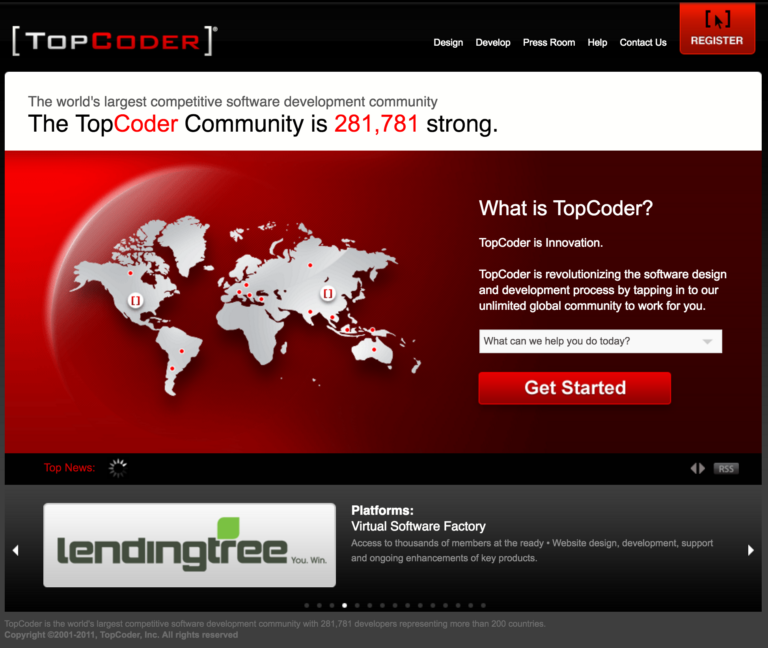 [TOPCODER]®
Design Develop Press Room Help Contact Us
[ ]
REGISTER
The world's largest competitive software development community
The TopCoder Community is 281,781 strong.
[ ]
[ ]
What is TopCoder?
TopCoder is Innovation.
TopCoder is revolutionizing the software design
and development process by tapping in to our
unlimited global community to work for you.
What can we help you do today?
Get Started
Top News:
RSS
lendingtree You. Win.
Platforms:
Virtual Software Factory
Access to thousands of members at the ready • Website design, development, support
and ongoing enhancements of key products.
TopCoder is the world's largest competitive software development community with 281,781 developers representing more than 200 countries.
Copyright ©2001-2011, TopCoder, Inc. All rights reserved